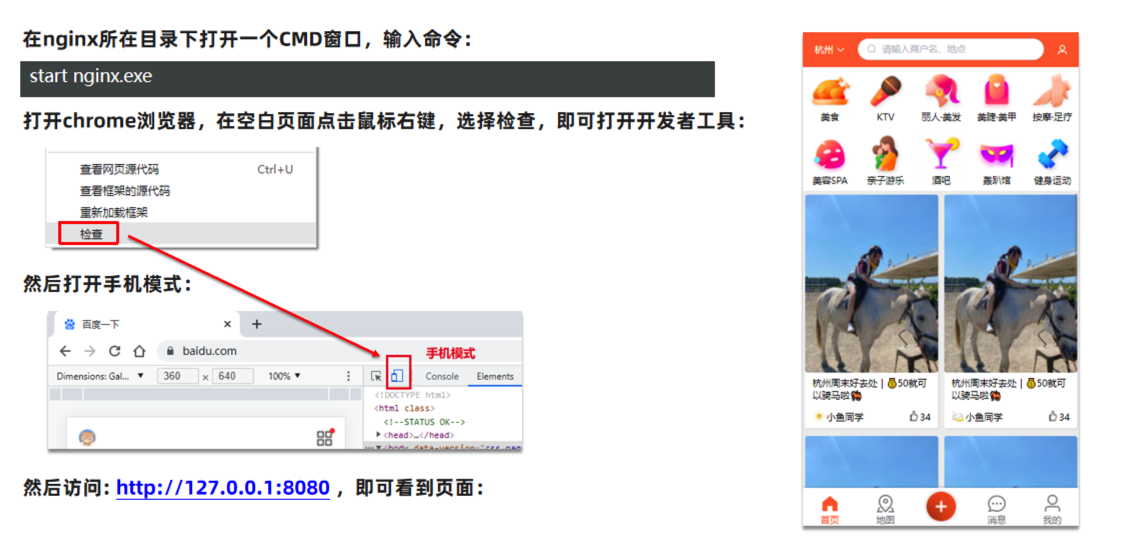 在nginx所在目录下打开一个CMD窗口，输入命令：
start nginx.exe
打开chrome浏览器，在空白页面点击鼠标右键，选择检查，即可打开开发者工具：
查看网页源代码 Ctrl+U
查看框架的源代码
重新加载框架
检查
然后打开手机模式：
百度一下
baidu.com
手机模式
Dimensions: Gal... 360 x 640 100%
Console Elements
<!DOCTYPE html>
<html class>
<!--STATUS OK-->
<head>…</head>
<body data-version="css_pag
然后访问：http://127.0.0.1:8080 ，即可看到页面：
杭州 请输入商户名、地点
美食 KTV 丽人·美发 美睫·美甲 按摩·足疗
美容SPA 亲子游乐 酒吧 轰趴馆 健身运动
杭州周末好去处 | 💰50就可以骑马啦
小鱼同学 34
杭州周末好去处 | 💰50就可以骑马啦
小鱼同学 34
首页 地图 消息 我的